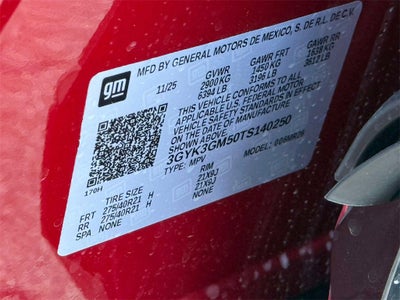 gm
MFD BY GENERAL MOTORS DE MEXICO, S. DE R.L. DE C.V.
11/25 GVWR GAWR FRT GAWR RR
2900 KG 1450 KG 1638 KG
6394 LB 3196 LB 3612 LB
THIS VEHICLE CONFORMS TO ALL
APPLICABLE U.S. FEDERAL MOTOR
VEHICLE SAFETY STANDARDS IN EFFECT
ON THE DATE OF MANUFACTURE SHOWN
ABOVE.
3GYK3GM50TS140250
TYPE: MPV
170H
TIRE SIZE RIM
FRT 275/40R21 H 21X9J
RR 275/40R21 H 21X9J
SPA NONE NONE